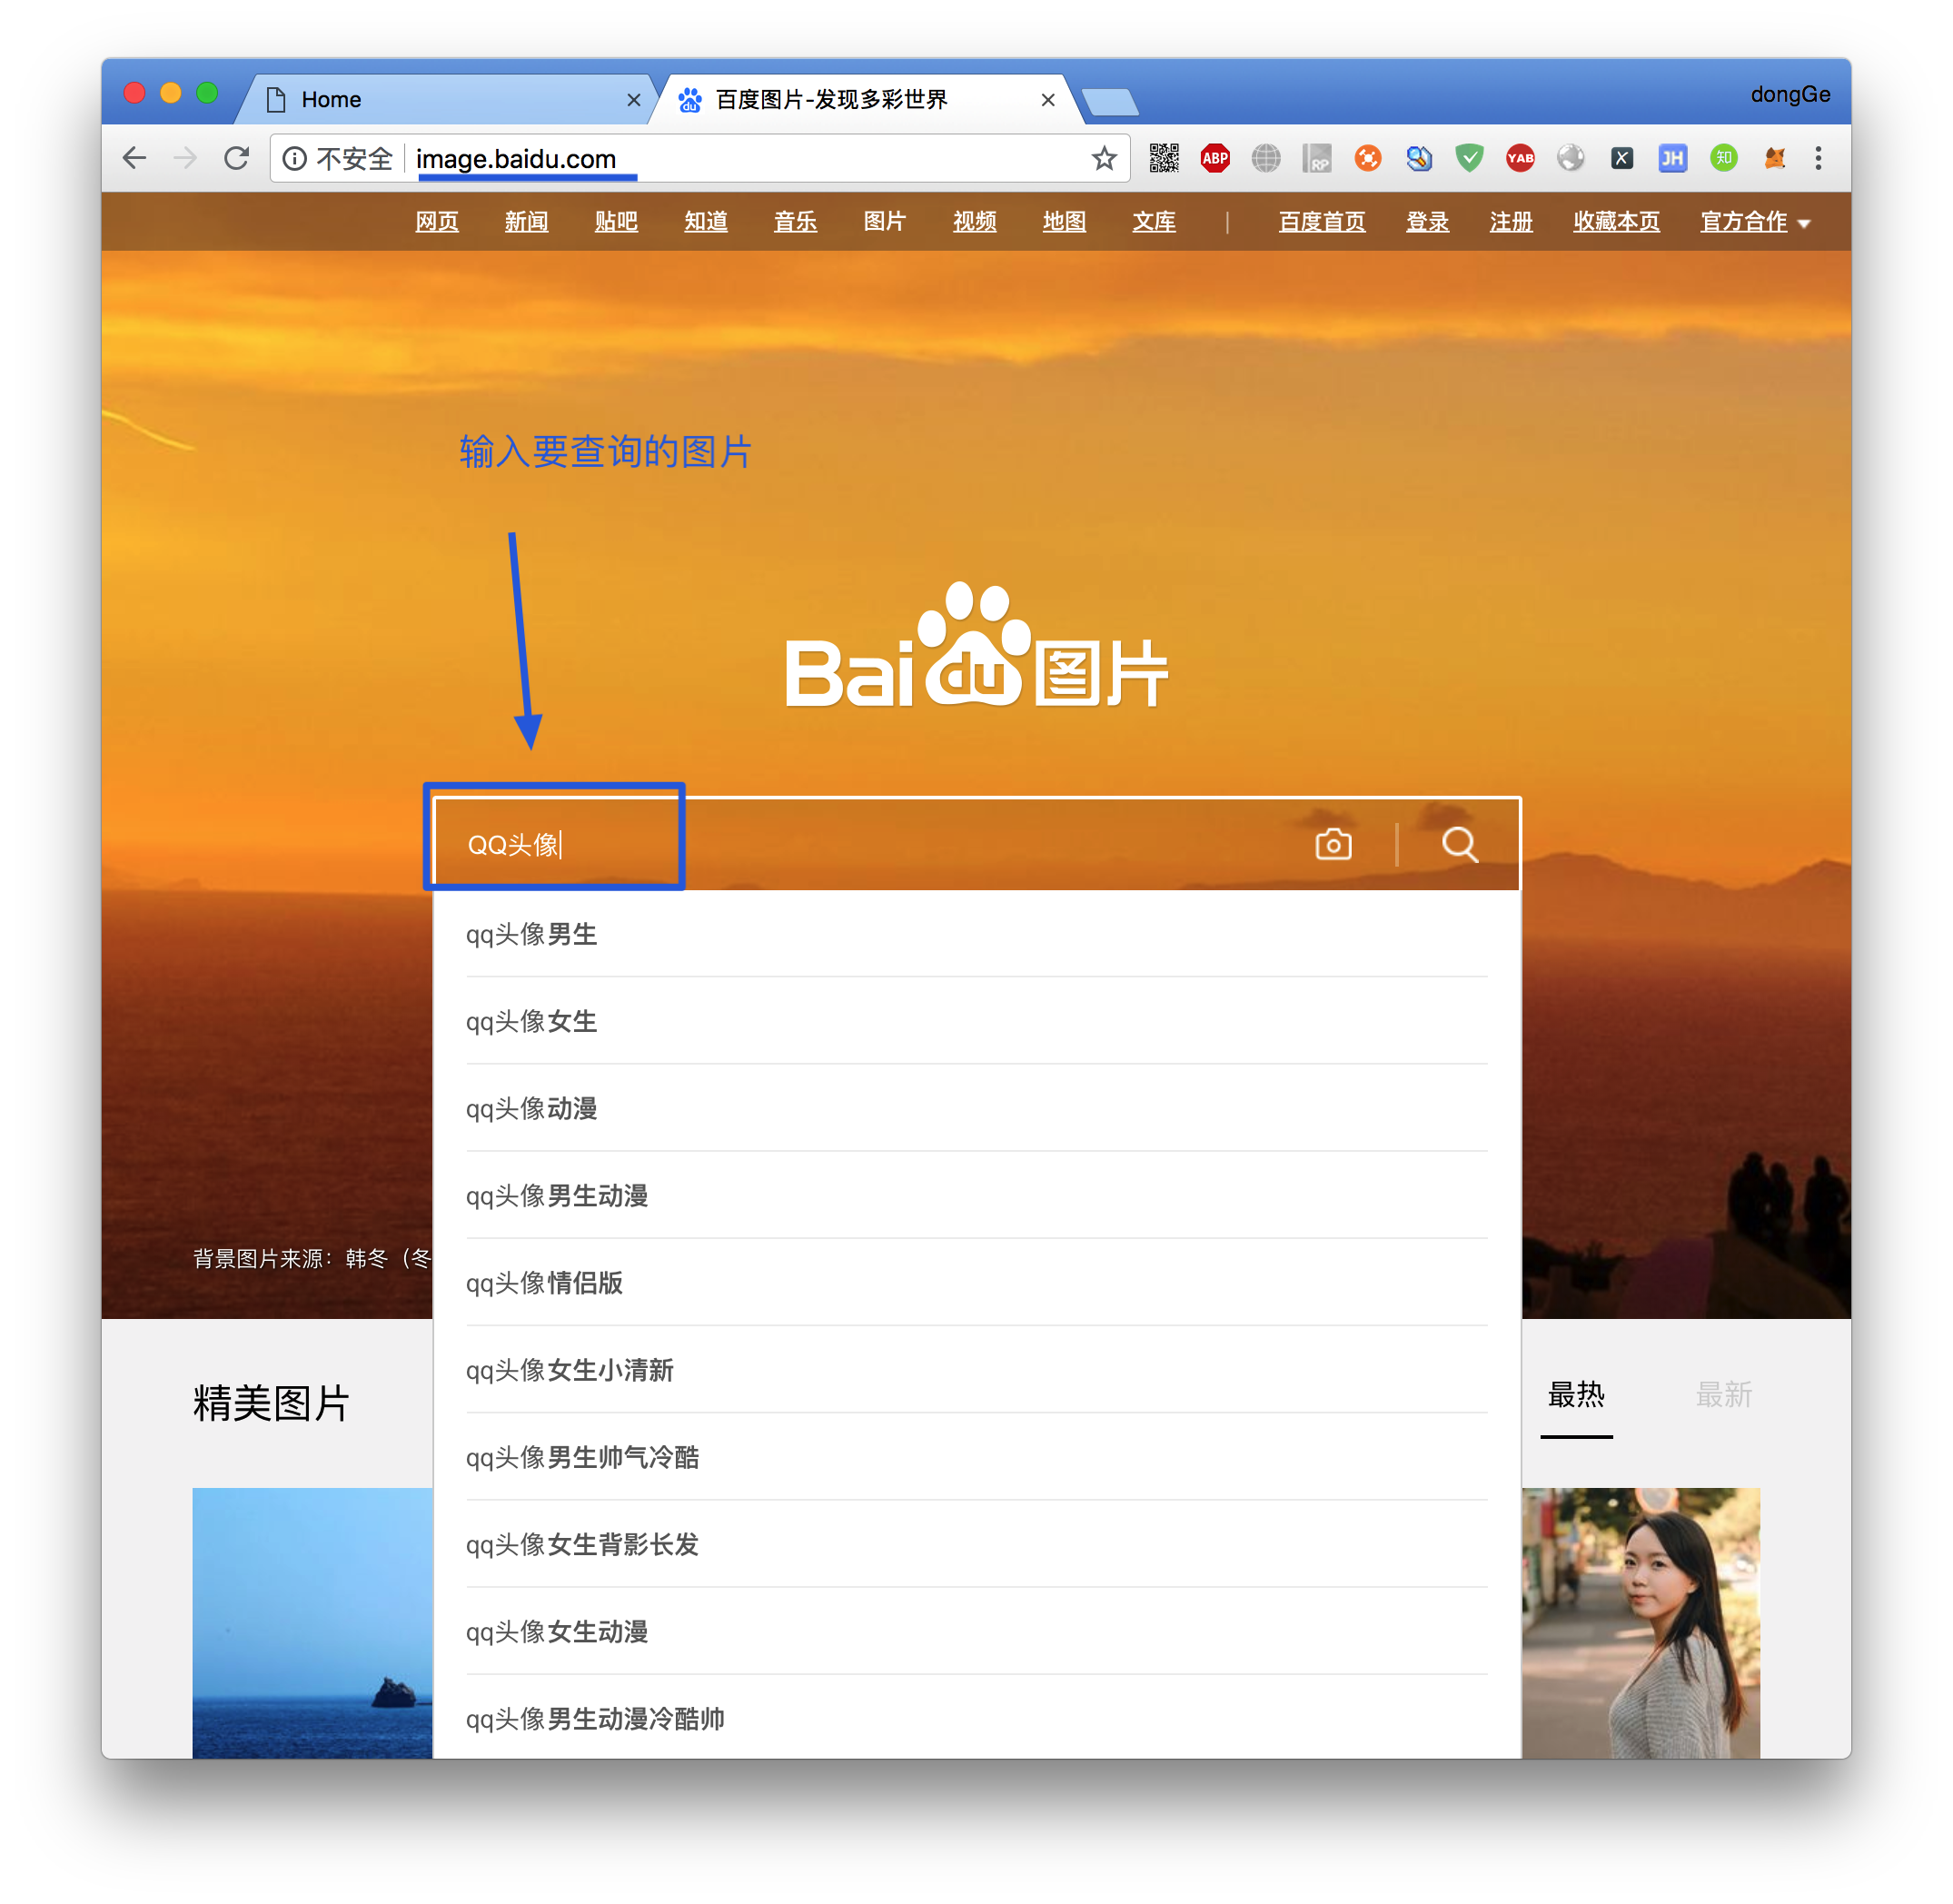 Home
百度图片-发现多彩世界
dongGe
不安全 image.baidu.com
ABP
RP
YAB
X
JH
知
网页 新闻 贴吧 知道 音乐 图片 视频 地图 文库 | 百度首页 登录 注册 收藏本页 官方合作
输入要查询的图片
Bai du 图片
QQ头像
qq头像男生
qq头像女生
qq头像动漫
qq头像男生动漫
qq头像情侣版
qq头像女生小清新
qq头像男生帅气冷酷
qq头像女生背影长发
qq头像女生动漫
qq头像男生动漫冷酷帅
背景图片来源：韩冬（冬
精美图片
最热 最新